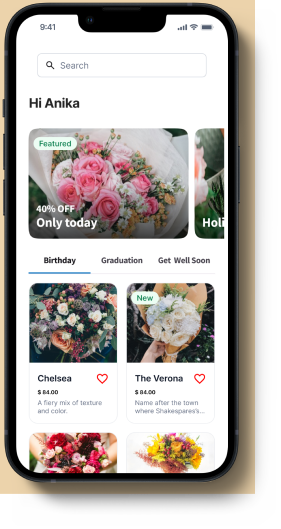 9:41
Search
Hi Anika
Featured
40% OFF
Only today
Holi
Birthday
Graduation
Get Well Soon
New
Chelsea
The Verona
$ 84.00
$ 84.00
A fiery mix of texture
and color.
Name after the town
where Shakespares's...